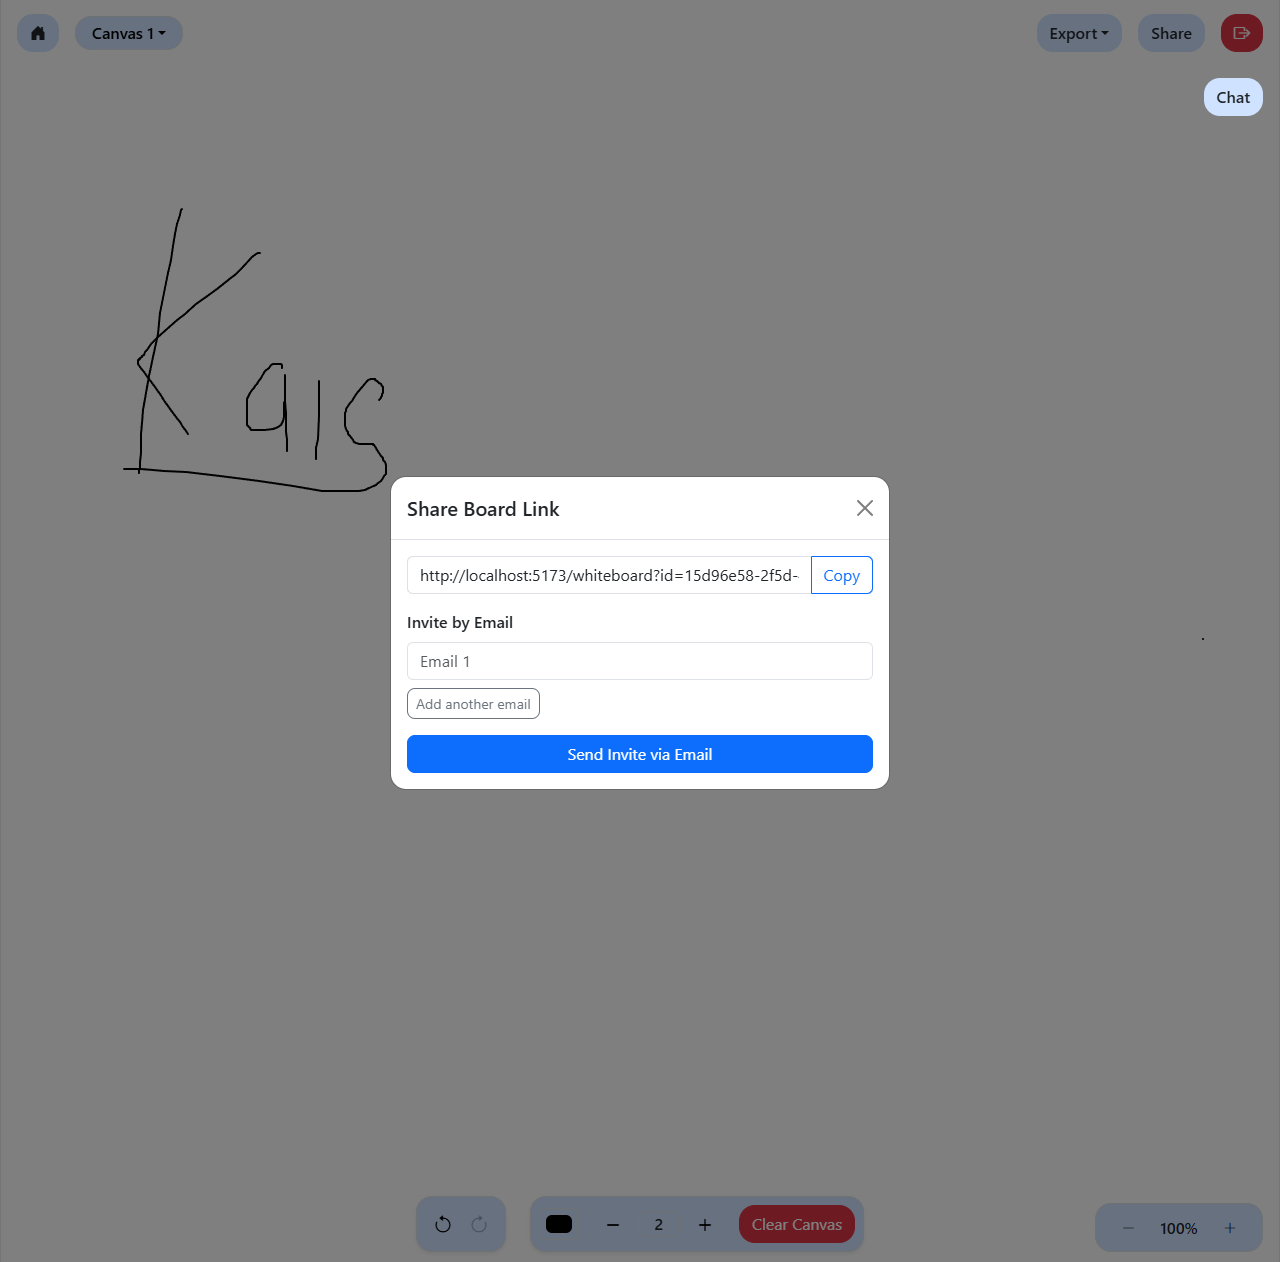 Canvas 1
Export
Share
Chat
Kais
Share Board Link
http://localhost:5173/whiteboard?id=15d96e58-2f5d-
Copy
Invite by Email
Email 1
Add another email
Send Invite via Email
2
Clear Canvas
100%